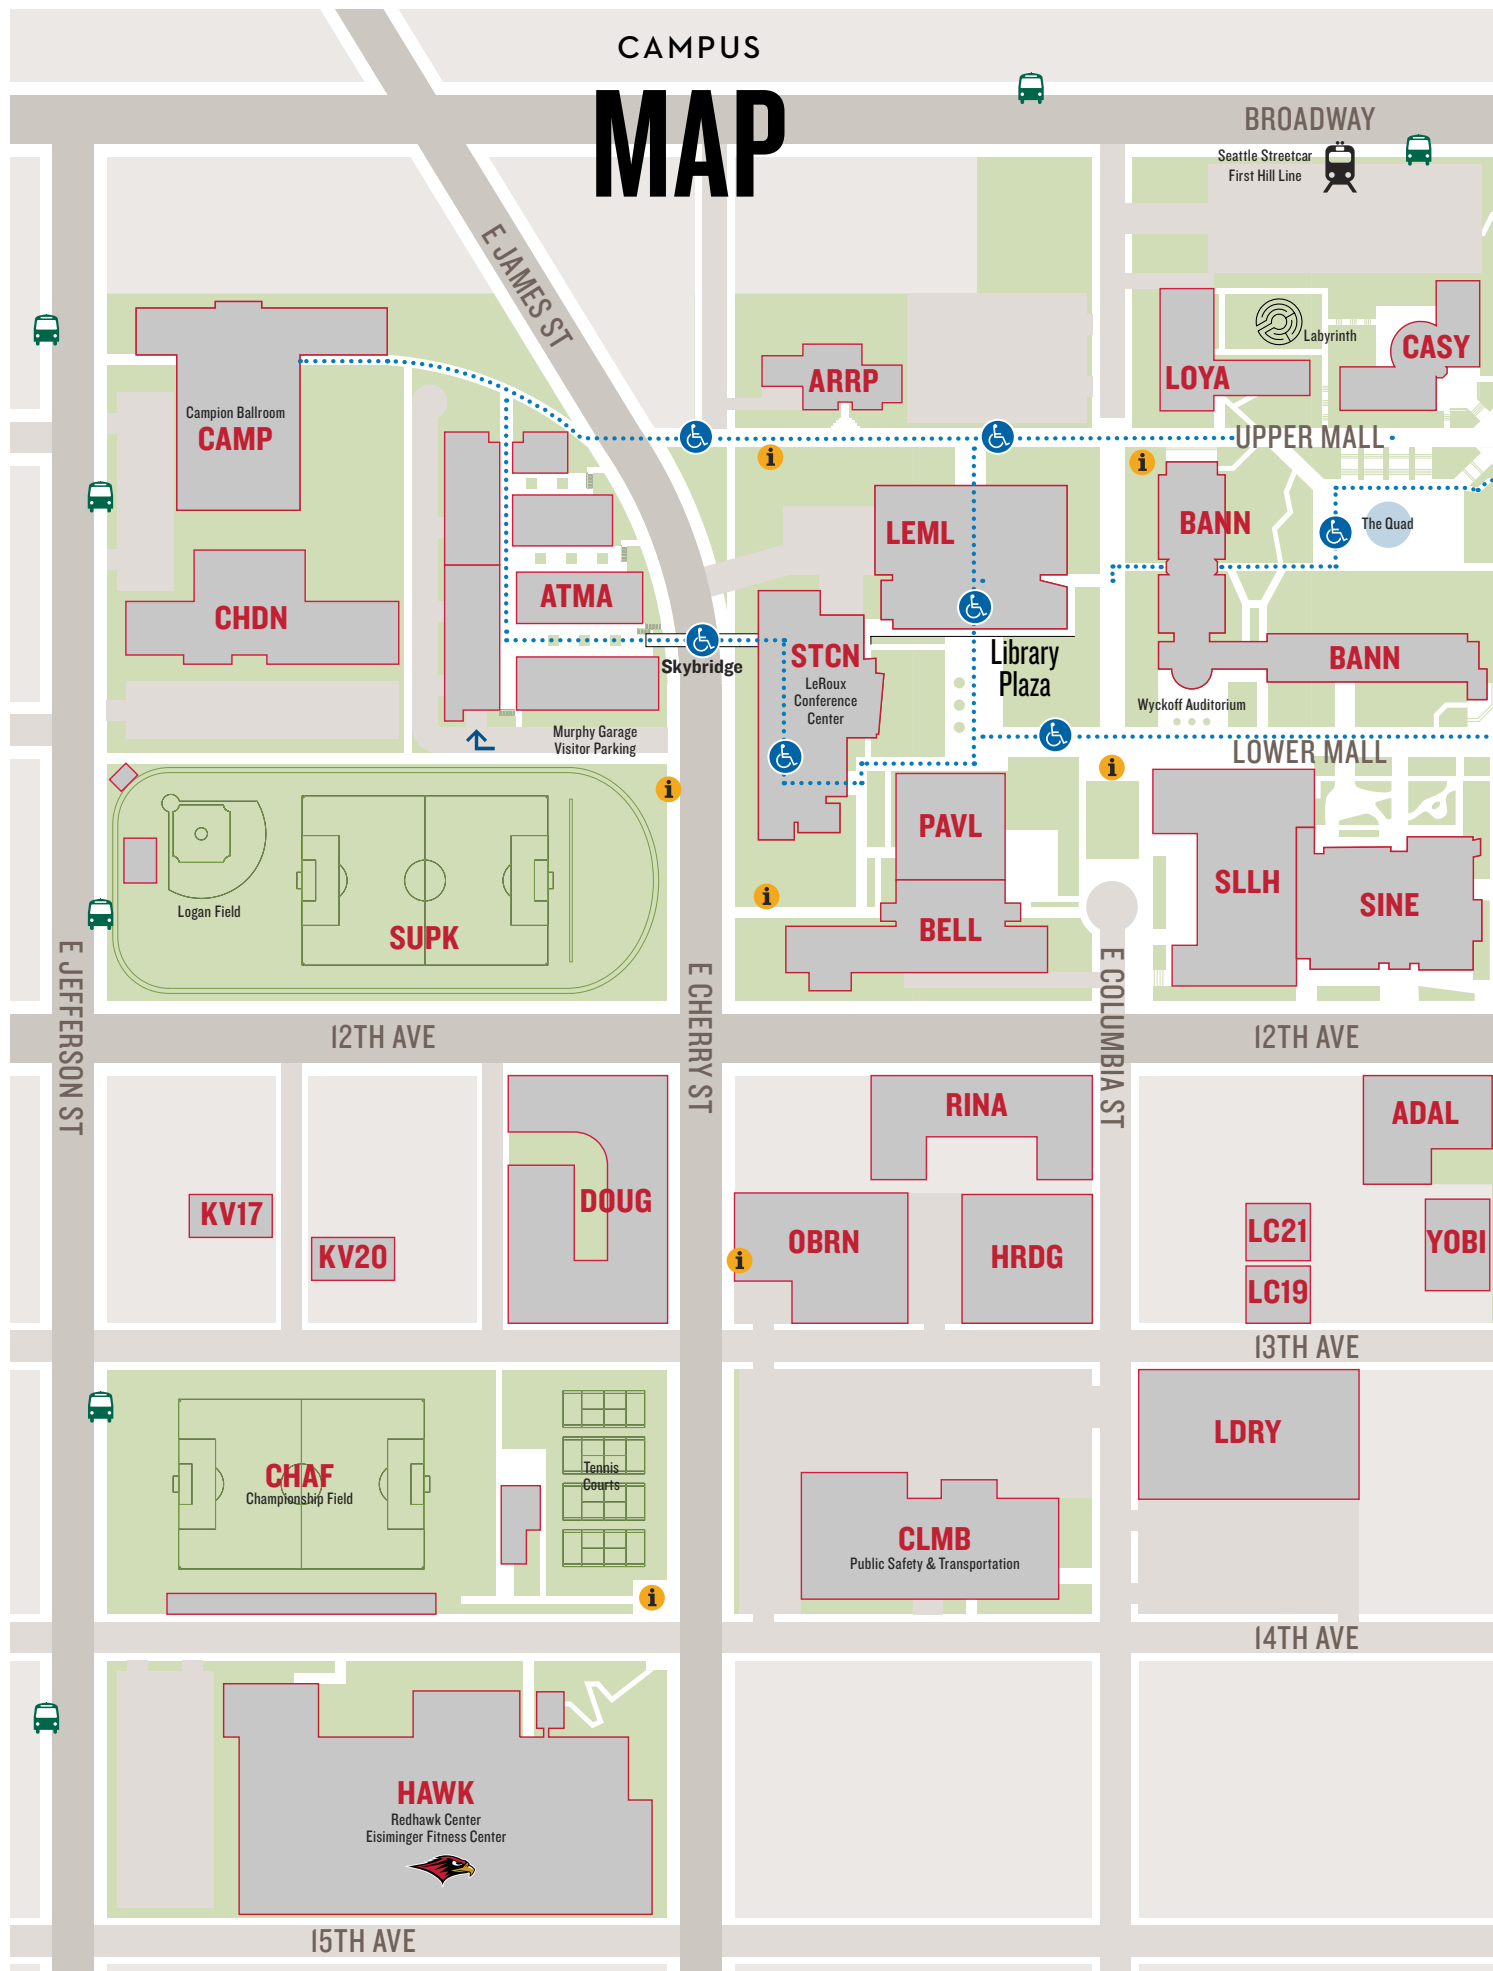 CAMPUS
MAP
BROADWAY
Seattle Streetcar
First Hill Line
E JAMES ST
Labyrinth
CASY
LOYA
ARRP
Campion Ballroom
CAMP
UPPER MALL
i
i
LEML
BANN
The Quad
ATMA
CHDN
STCN
LeRoux
Conference
Center
Skybridge
Library
Plaza
BANN
Wyckoff Auditorium
Murphy Garage
Visitor Parking
LOWER MALL
i
i
PAVL
SLLH
SINE
i
Logan Field
SUPK
BELL
E JEFFERSON ST
E CHERRY ST
E COLUMBIA ST
12TH AVE
12TH AVE
RINA
ADAL
KV17
KV20
DOUG
OBRN
HRDG
i
LC21
LC19
YOBI
13TH AVE
CHAF
Championship Field
Tennis
Courts
LDRY
CLMB
Public Safety & Transportation
i
14TH AVE
HAWK
Redhawk Center
Eisiminger Fitness Center
15TH AVE